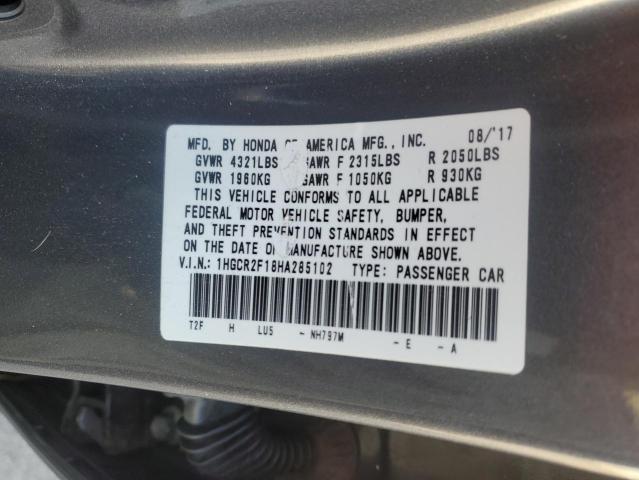 MFD. BY HONDA OF AMERICA MFG., INC. 08/'17
GVWR 4321LBS GAWR F 2315LBS R 2050LBS
GVWR 1960KG GAWR F 1050KG R 930KG
THIS VEHICLE CONFORMS TO ALL APPLICABLE
FEDERAL MOTOR VEHICLE SAFETY, BUMPER,
AND THEFT PREVENTION STANDARDS IN EFFECT
ON THE DATE OF MANUFACTURE SHOWN ABOVE.
V.I.N.: 1HGCR2F18HA285102 TYPE: PASSENGER CAR
T2F H LU5 - NH797M - E - A